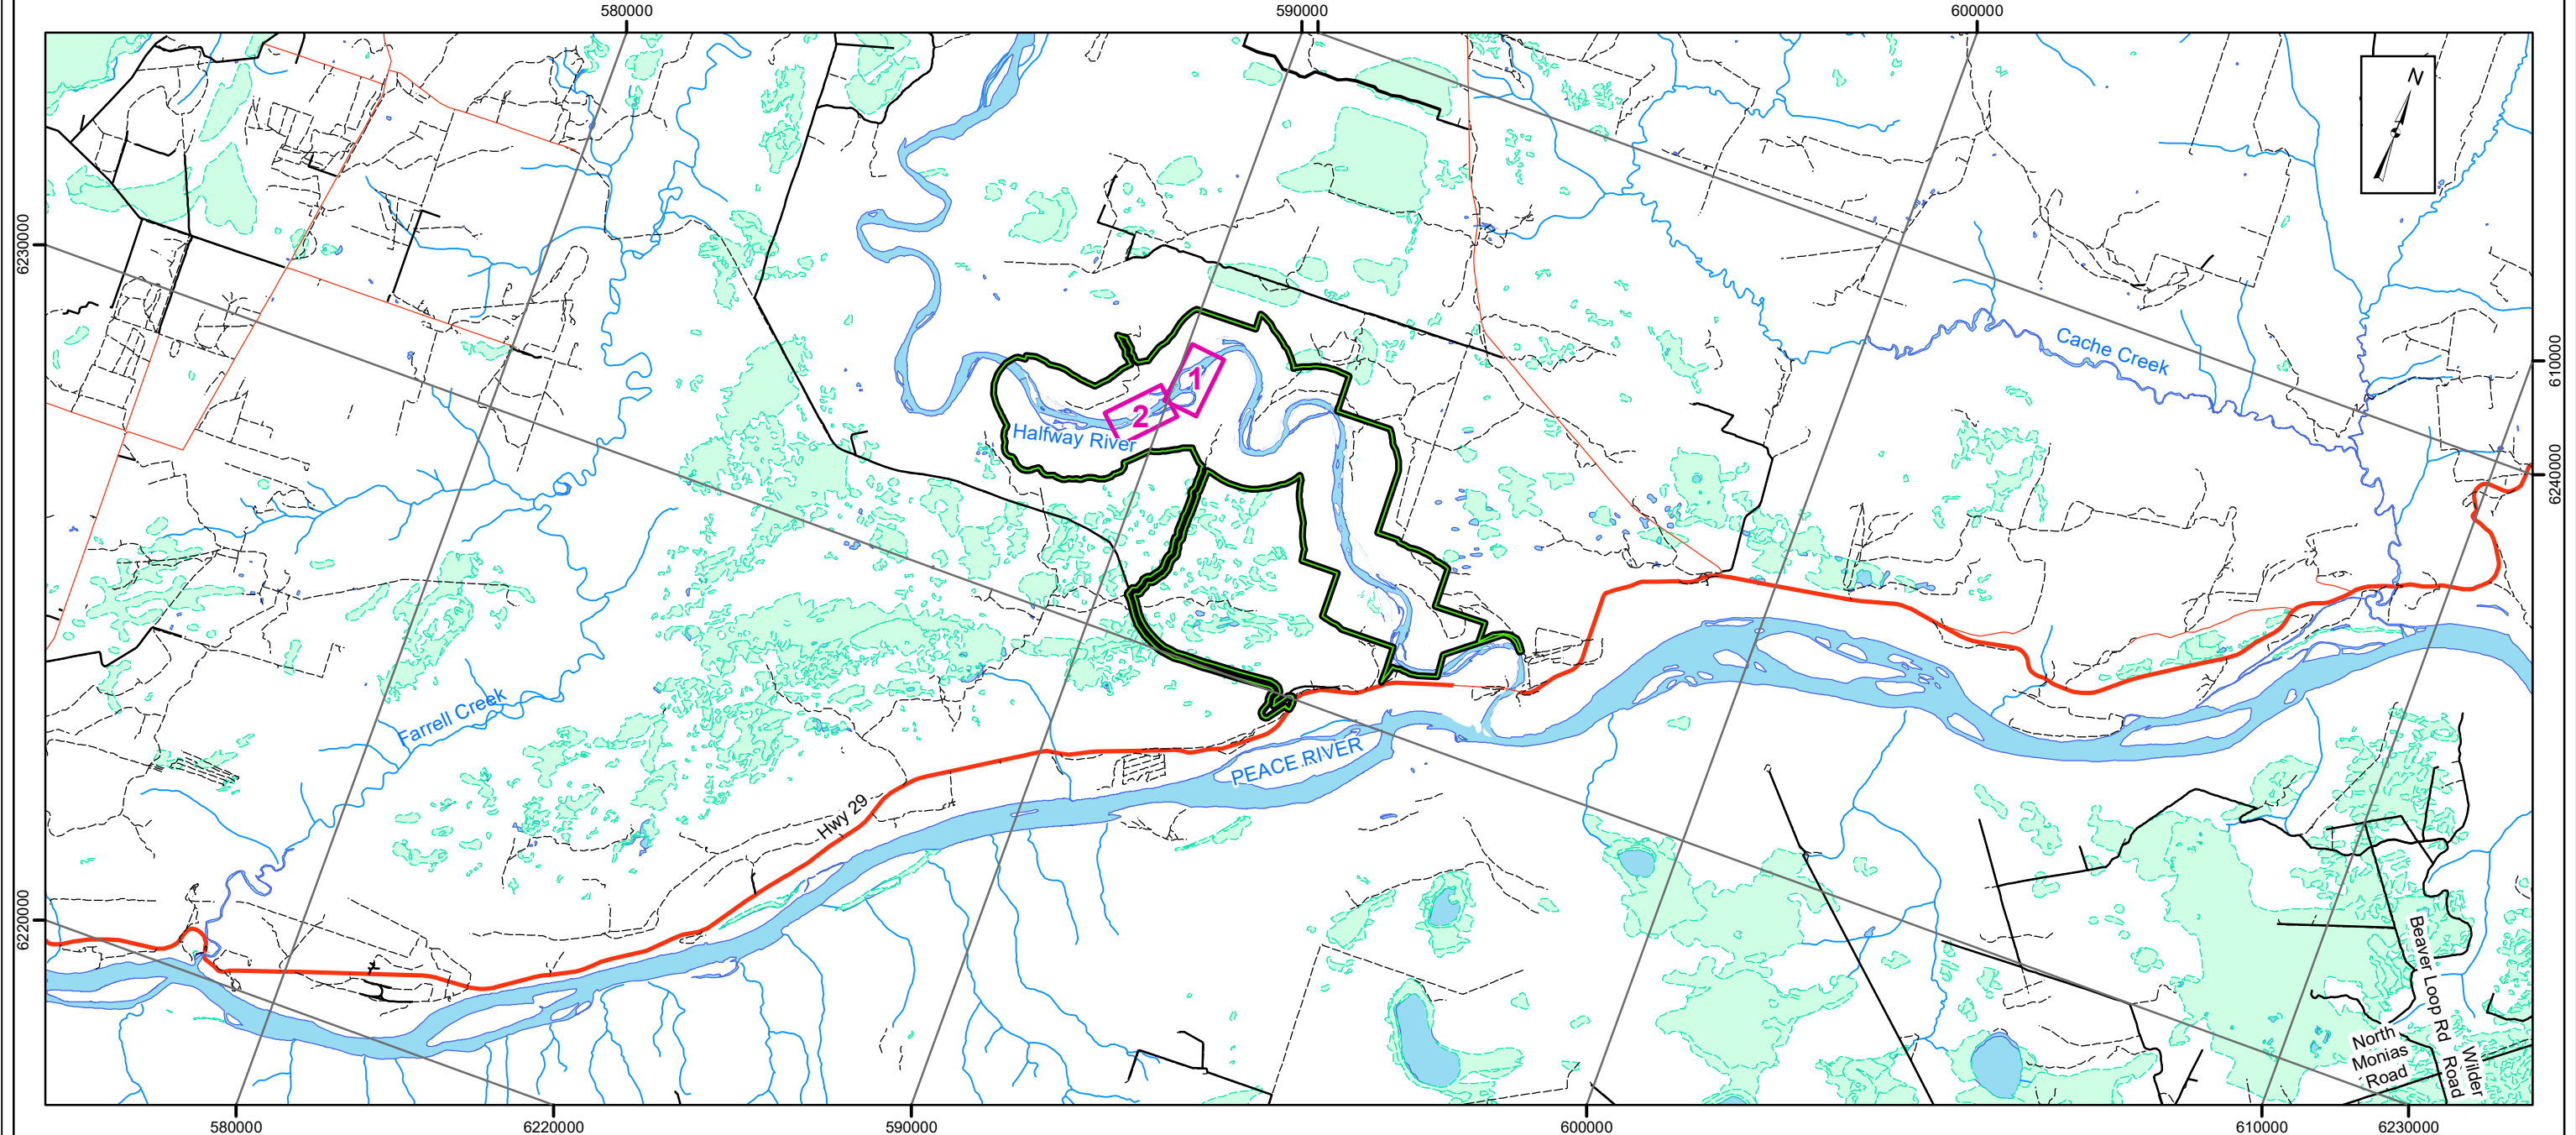 580000
590000
600000
N
6230000
610000
Cache Creek
1
2
Halfway River
6240000
Farrell Creek
PEACE RIVER
Hwy 29
6220000
Beaver Loop Rd
North
Monias
Road
Wilder
Road
580000
6220000
590000
600000
610000
6230000